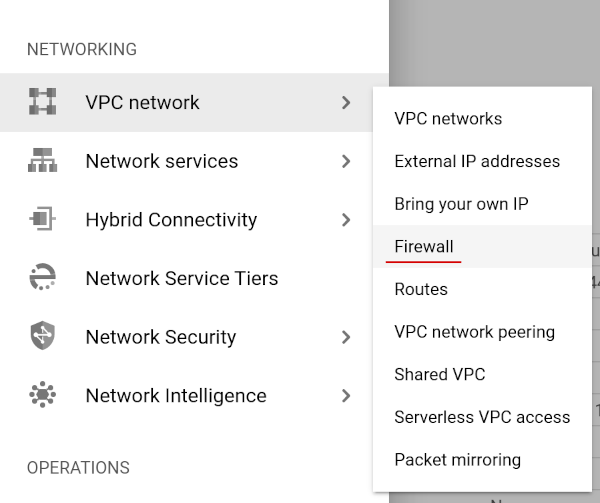 NETWORKING
VPC network
Network services
Hybrid Connectivity
Network Service Tiers
Network Security
Network Intelligence
OPERATIONS
VPC networks
External IP addresses
Bring your own IP
Firewall
Routes
VPC network peering
Shared VPC
Serverless VPC access
Packet mirroring